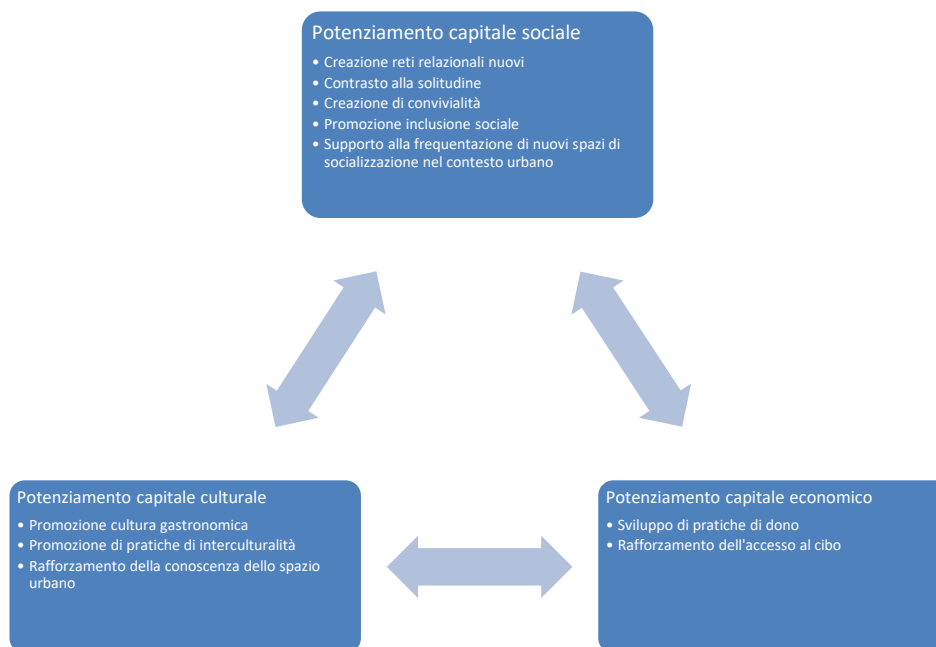 Potenziamento capitale sociale
• Creazione reti relazionali nuovi
• Contrasto alla solitudine
• Creazione di convivialità
• Promozione inclusione sociale
• Supporto alla frequentazione di nuovi spazi di
socializzazione nel contesto urbano
Potenziamento capitale culturale
• Promozione cultura gastronomica
• Promozione di pratiche di interculturalità
• Rafforzamento della conoscenza dello spazio
urbano
Potenziamento capitale economico
• Sviluppo di pratiche di dono
• Rafforzamento dell'accesso al cibo